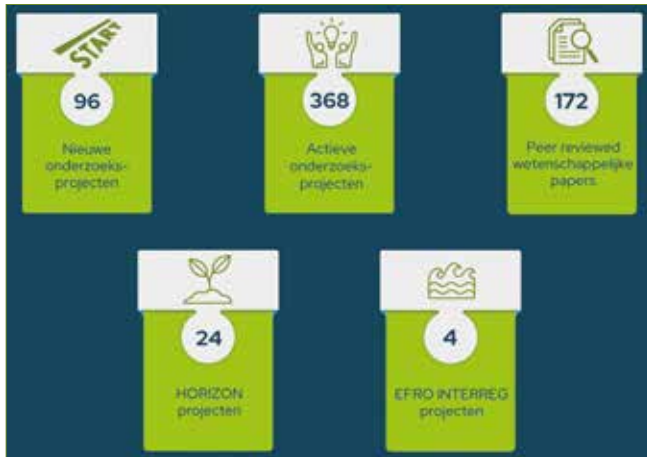 START
96
Nieuwe
onderzoeks-
projecten
368
Actieve
onderzoeks-
projecten
172
Peer reviewed
wetenschappelijke
papers
24
HORIZON
projecten
4
EFRO INTERREG
projecten